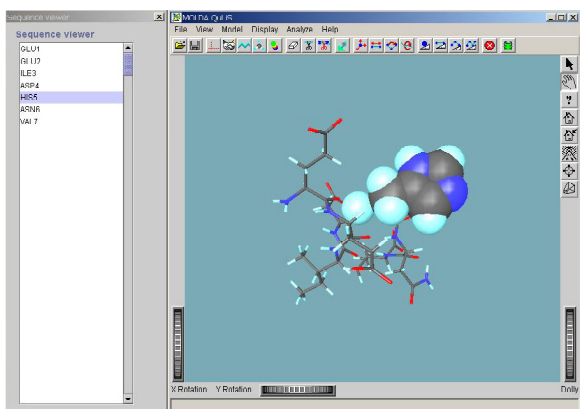 Sequence viewer
Sequence viewer
GLU1
GLU2
ILE3
ASP4
HIS5
ASN6
VAL7
MOLDA QuLiS
File View Model Display Analyze Help
X Rotation Y Rotation
Dolly